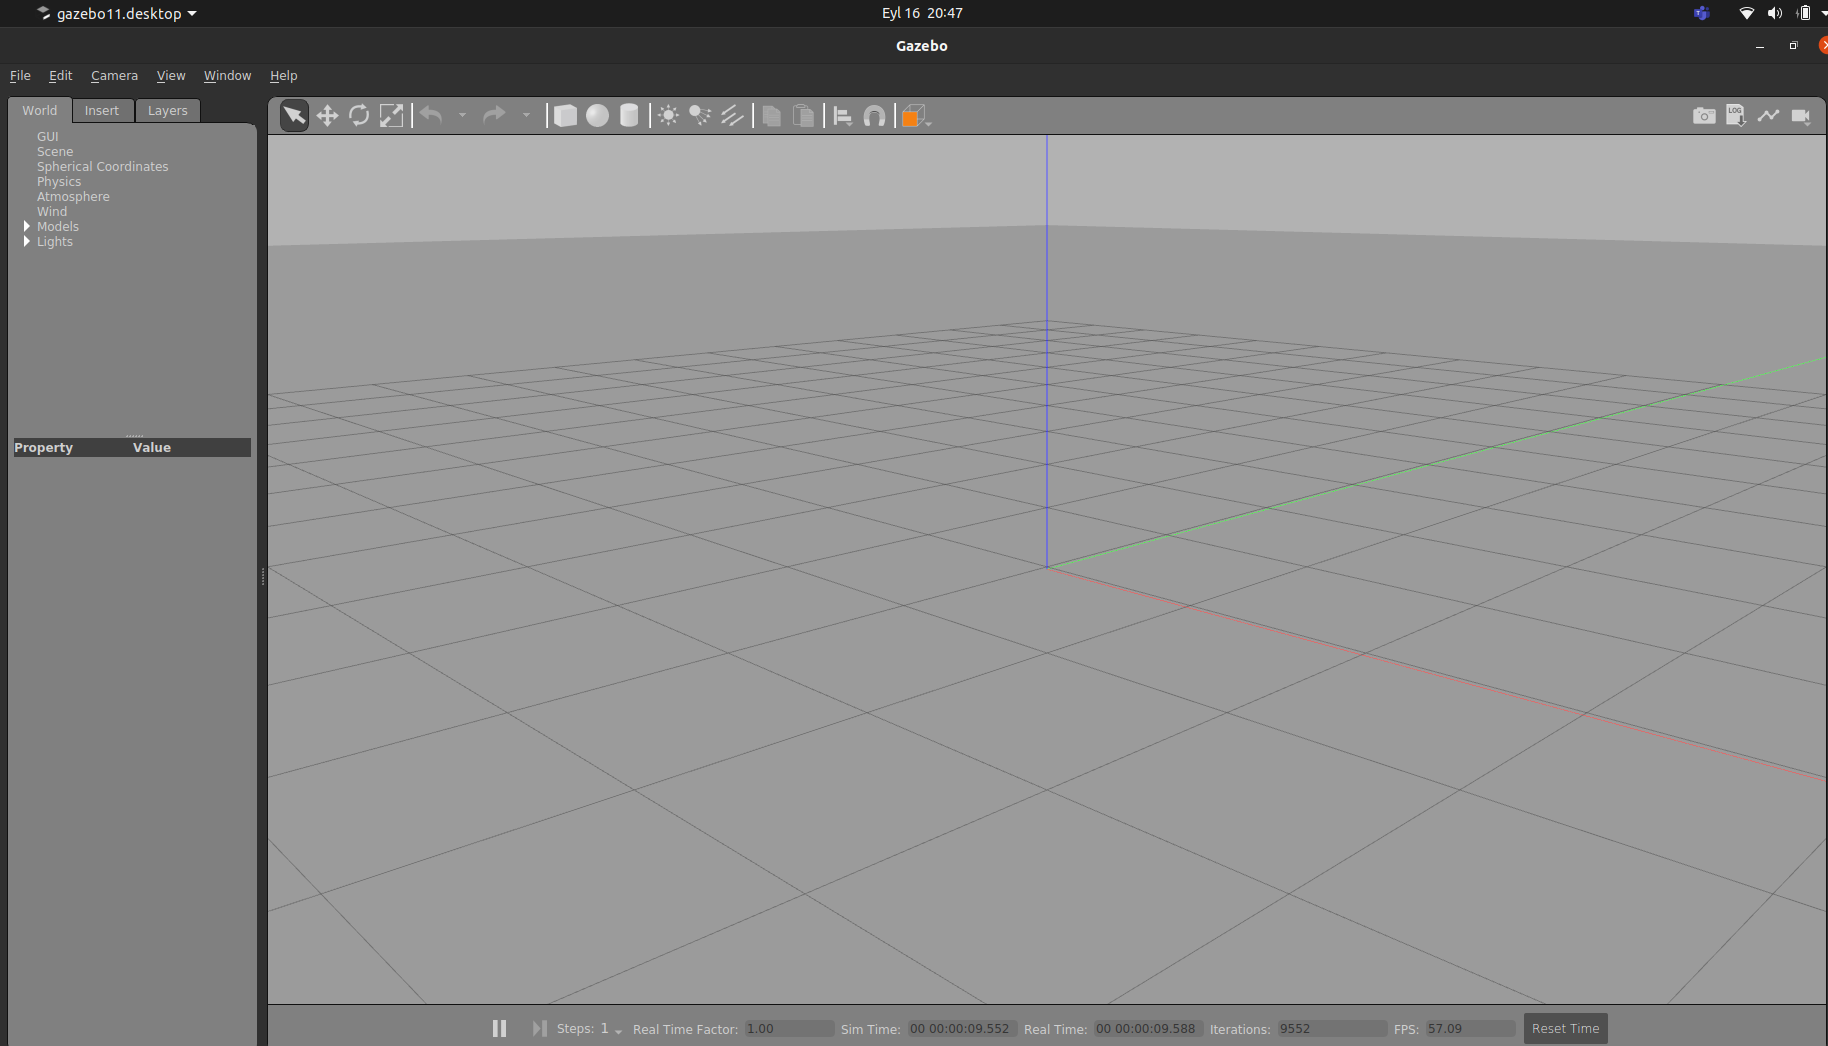 gazebo11.desktop
Eyl 16 20:47
Gazebo
File Edit Camera View Window Help
World Insert Layers
GUI
Scene
Spherical Coordinates
Physics
Atmosphere
Wind
Models
Lights
LOG
Property Value
Steps: 1 Real Time Factor: 1.00 Sim Time: 00 00:00:09.552 Real Time: 00 00:00:09.588 Iterations: 9552 FPS: 57.09 Reset Time